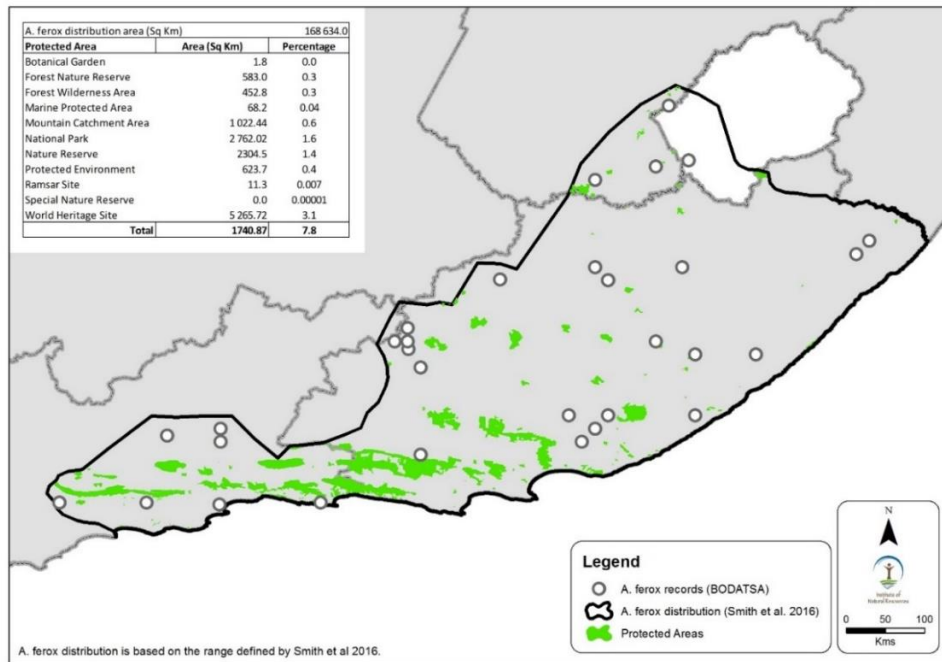 A. ferox distribution area (Sq Km) 168 634.0
Protected Area Area (Sq Km) Percentage
Botanical Garden 1.8 0.0
Forest Nature Reserve 583.0 0.3
Forest Wilderness Area 452.8 0.3
Marine Protected Area 68.2 0.04
Mountain Catchment Area 1 022.44 0.6
National Park 2 762.02 1.6
Nature Reserve 2304.5 1.4
Protected Environment 623.7 0.4
Ramsar Site 11.3 0.007
Special Nature Reserve 0.0 0.00001
World Heritage Site 5 265.72 3.1
Total 1740.87 7.8
Legend
A. ferox records (BODATSA)
A. ferox distribution (Smith et al. 2016)
Protected Areas
N
Institute of
Natural Resources
0 50 100
Kms
A. ferox distribution is based on the range defined by Smith et al 2016.